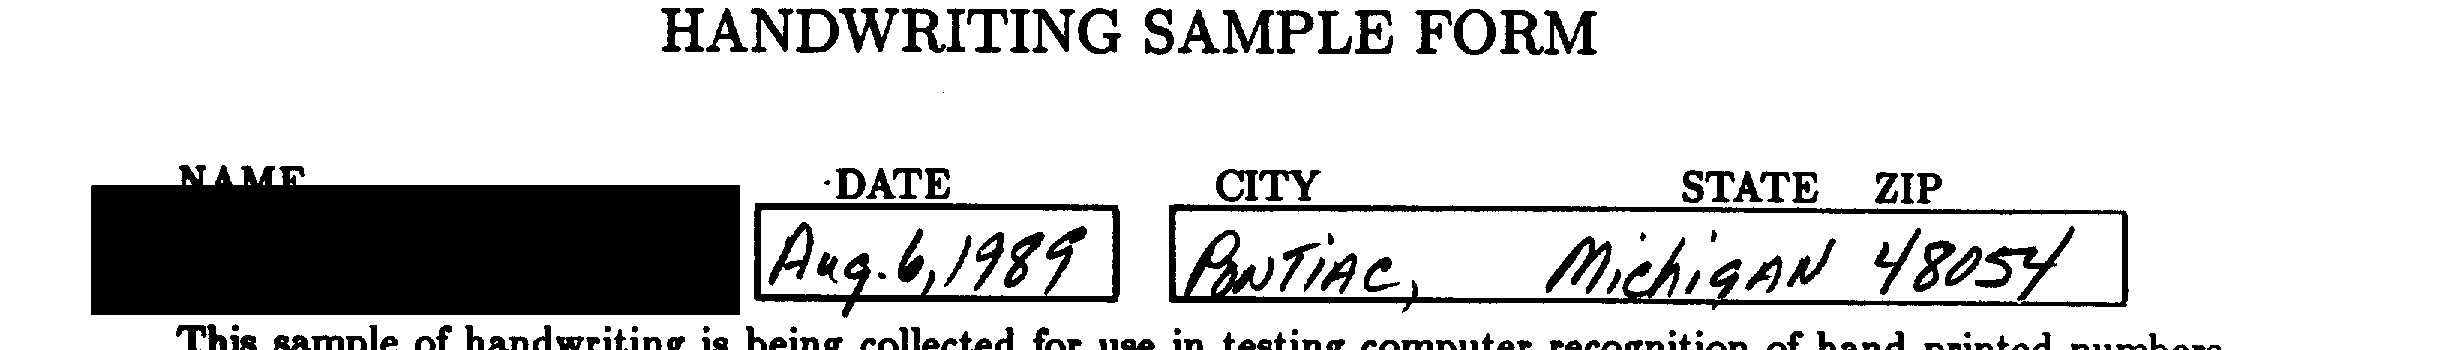 HANDWRITING SAMPLE FORM
NAME DATE CITY STATE ZIP
Aug. 6, 1989 Pontiac, Michigan 48054
This sample of handwriting is being collected for use in testing computer recognition of hand printed numbers